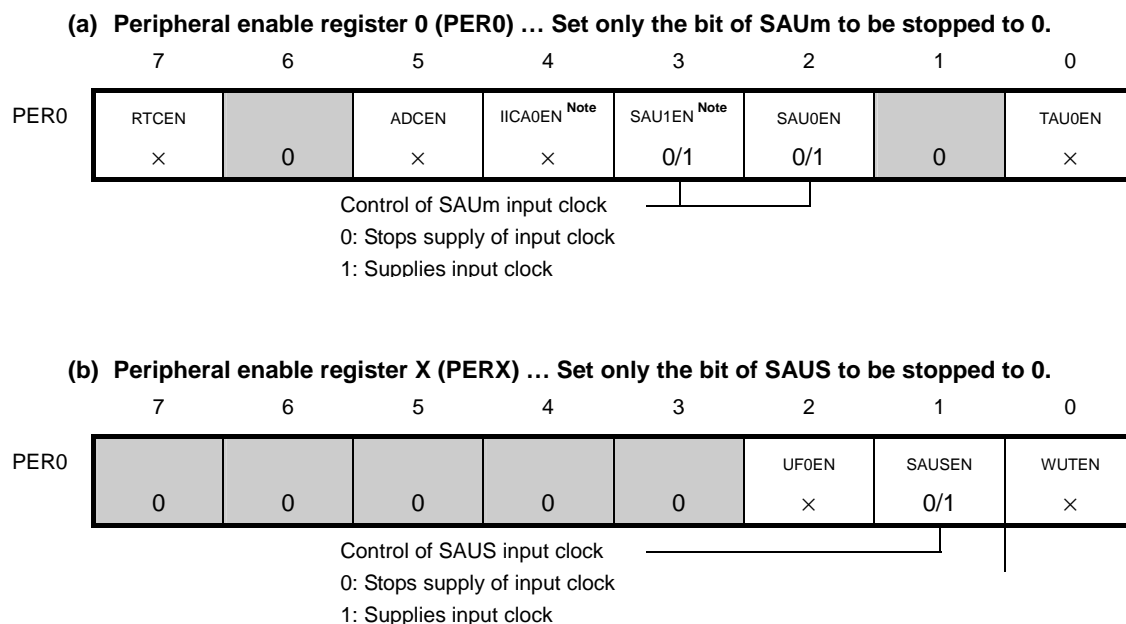 (a) Peripheral enable register 0 (PER0) … Set only the bit of SAUm to be stopped to 0.
7 6 5 4 3 2 1 0
PER0 RTCEN ADCEN IICA0EN Note SAU1EN Note SAU0EN TAU0EN
× 0 × × 0/1 0/1 0 ×
Control of SAUm input clock
0: Stops supply of input clock
1: Supplies input clock
(b) Peripheral enable register X (PERX) … Set only the bit of SAUS to be stopped to 0.
7 6 5 4 3 2 1 0
PER0 UF0EN SAUSEN WUTEN
0 0 0 0 0 × 0/1 ×
Control of SAUS input clock
0: Stops supply of input clock
1: Supplies input clock